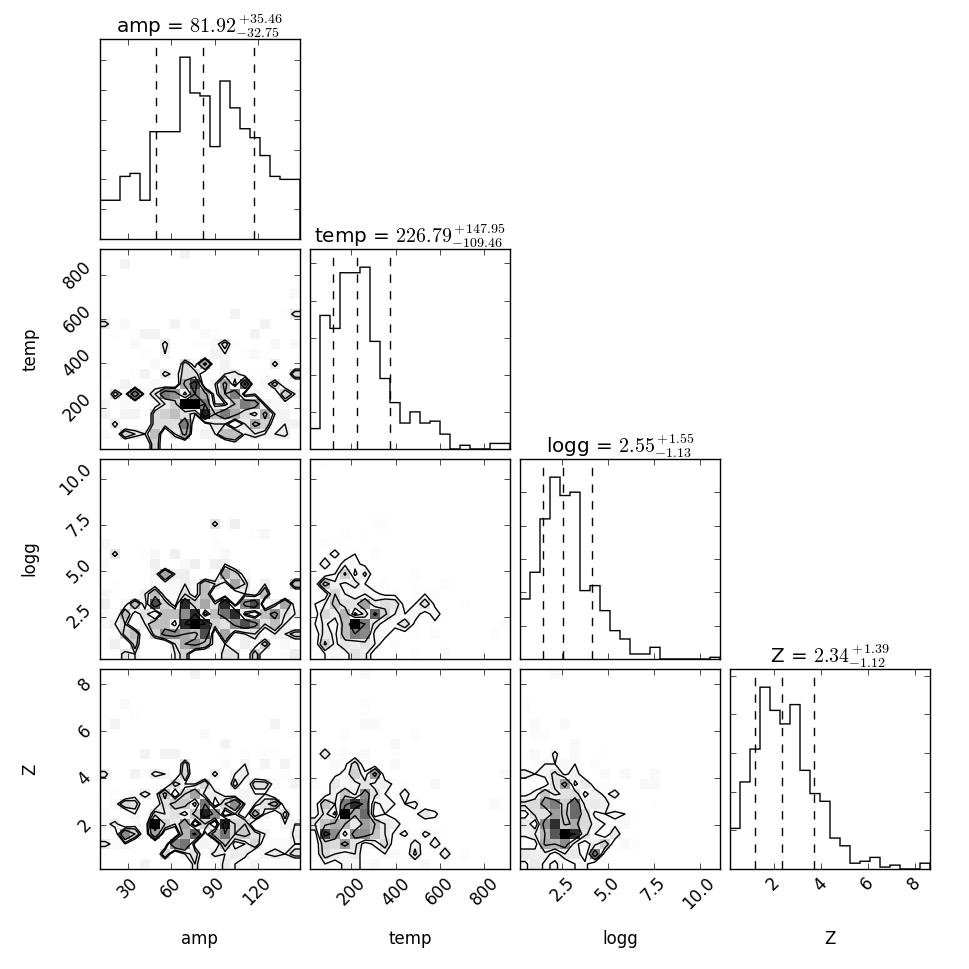 amp = 81.92 +35.46 −32.75
temp = 226.79 +147.95 −109.46
logg = 2.55 +1.55 −1.13
Z = 2.34 +1.39 −1.12
temp
800
600
400
200
logg
10.0
7.5
5.0
2.5
Z
8
6
4
2
30 60 90 120
200 400 600 800
2.5 5.0 7.5 10.0
2 4 6 8
amp temp logg Z